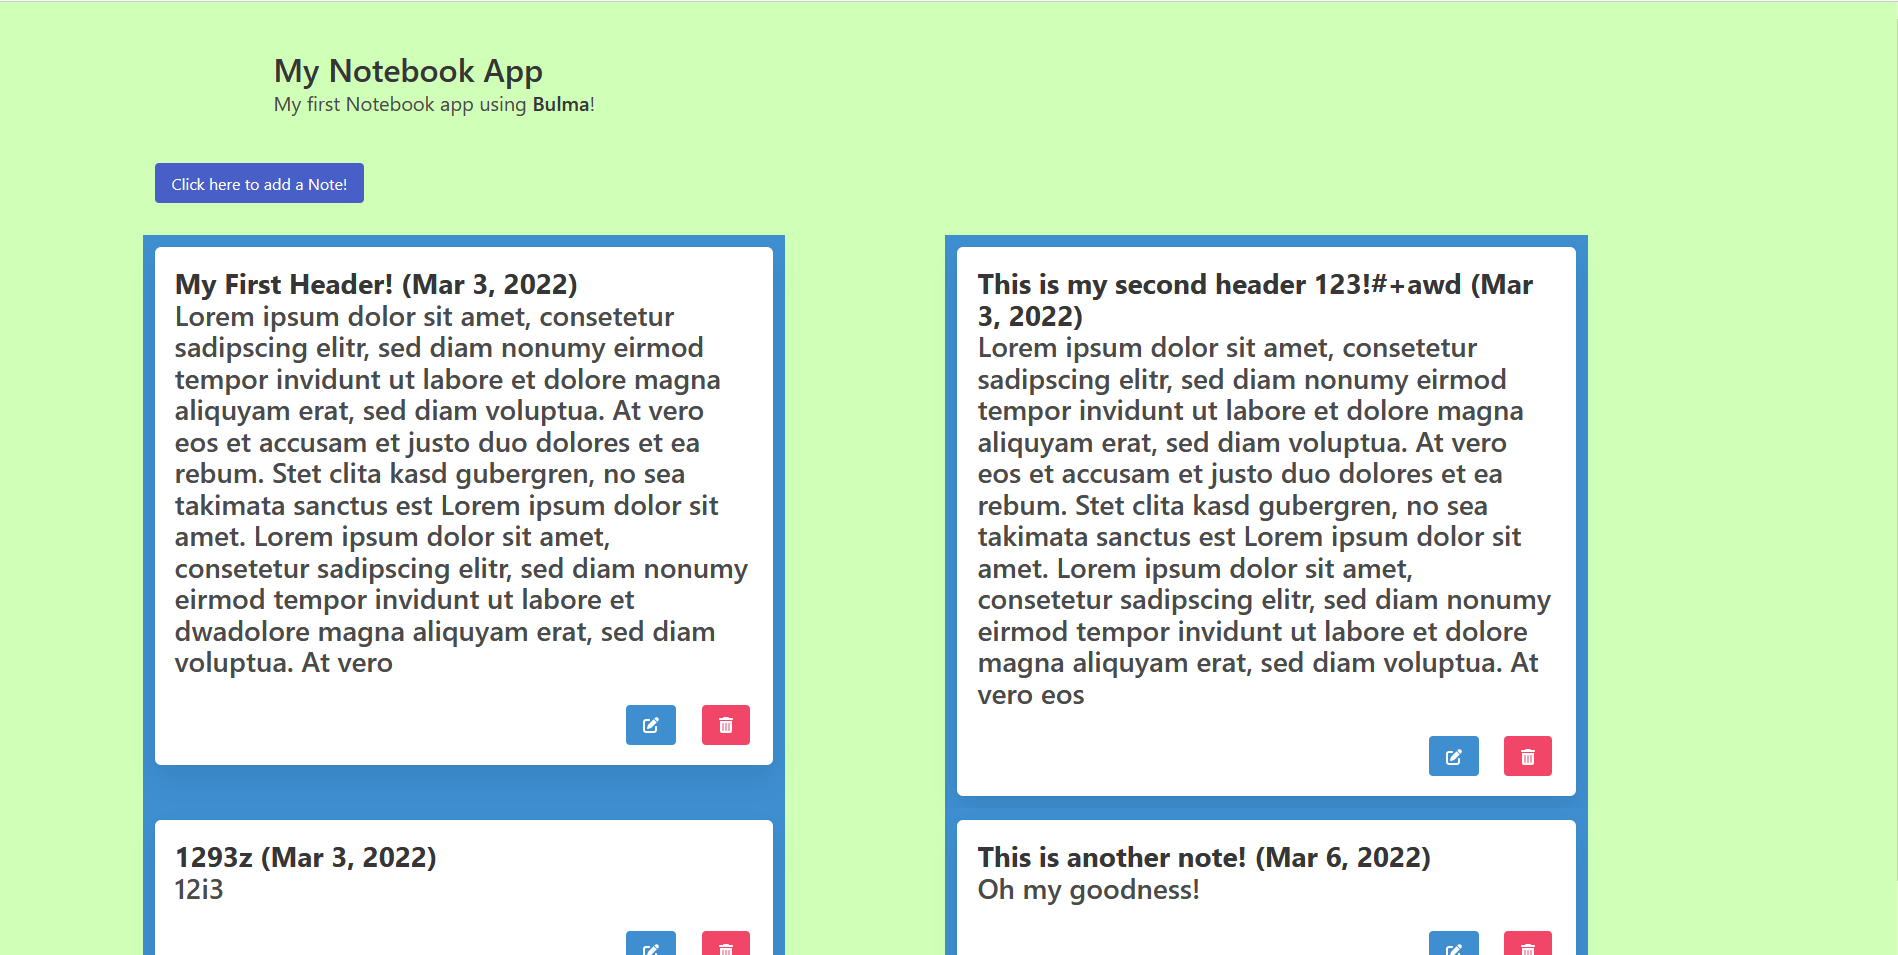 My Notebook App
My first Notebook app using Bulma!
Click here to add a Note!
My First Header! (Mar 3, 2022)
Lorem ipsum dolor sit amet, consetetur
sadipscing elitr, sed diam nonumy eirmod
tempor invidunt ut labore et dolore magna
aliquyam erat, sed diam voluptua. At vero
eos et accusam et justo duo dolores et ea
rebum. Stet clita kasd gubergren, no sea
takimata sanctus est Lorem ipsum dolor sit
amet. Lorem ipsum dolor sit amet,
consetetur sadipscing elitr, sed diam nonumy
eirmod tempor invidunt ut labore et
dwadolore magna aliquyam erat, sed diam
voluptua. At vero
This is my second header 123!#+awd (Mar
3, 2022)
Lorem ipsum dolor sit amet, consetetur
sadipscing elitr, sed diam nonumy eirmod
tempor invidunt ut labore et dolore magna
aliquyam erat, sed diam voluptua. At vero
eos et accusam et justo duo dolores et ea
rebum. Stet clita kasd gubergren, no sea
takimata sanctus est Lorem ipsum dolor sit
amet. Lorem ipsum dolor sit amet,
consetetur sadipscing elitr, sed diam nonumy
eirmod tempor invidunt ut labore et dolore
magna aliquyam erat, sed diam voluptua. At
vero eos
1293z (Mar 3, 2022)
12i3
This is another note! (Mar 6, 2022)
Oh my goodness!